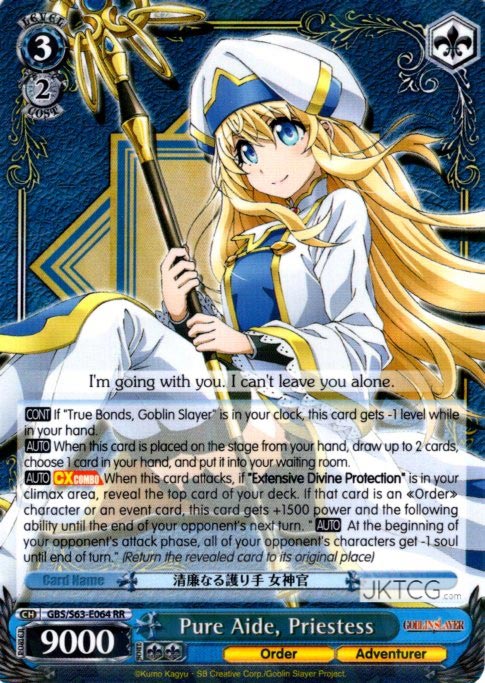 LEVEL
3
2
COST
I'm going with you. I can't leave you alone.
CONT If "True Bonds, Goblin Slayer" is in your clock, this card gets -1 level while
in your hand.
AUTO When this card is placed on the stage from your hand, draw up to 2 cards,
choose 1 card in your hand, and put it into your waiting room.
AUTO CX COMBO When this card attacks, if "Extensive Divine Protection" is in your
climax area, reveal the top card of your deck. If that card is an «Order»
character or an event card, this card gets +1500 power and the following
ability until the end of your opponent's next turn. " AUTO At the beginning of
your opponent's attack phase, all of your opponent's characters get -1 soul
until end of turn." (Return the revealed card to its original place)
Card Name 清廉なる護り手 女神官
JKTCG.com
CH GBS/S63-E064 RR
POWER 9000 SOUL Pure Aide, Priestess GOBLIN SLAYER
Order Adventurer
©Kumo Kagyu・SB Creative Corp./Goblin Slayer Project.